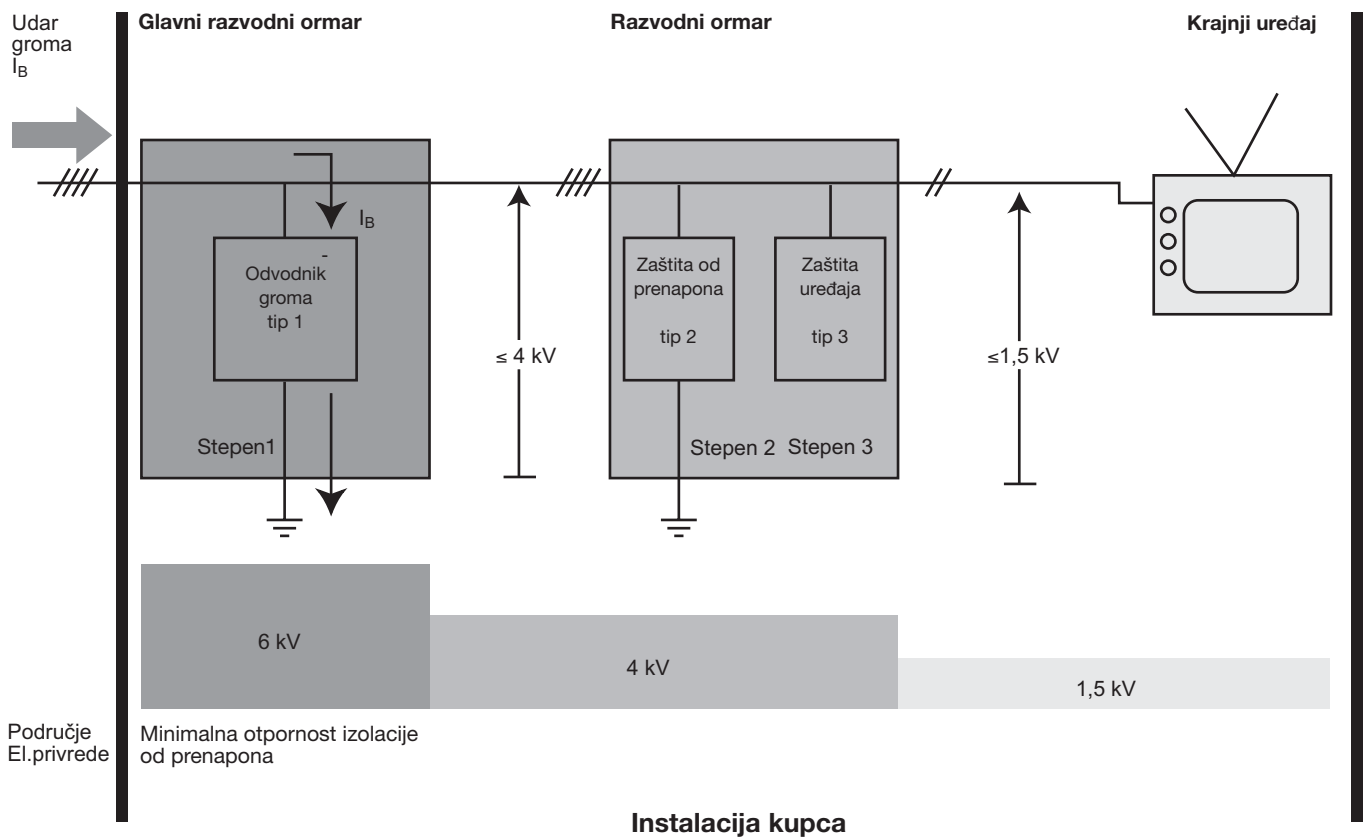 Udar
groma
IB
Glavni razvodni ormar
Razvodni ormar
Krajnji uređaj
IB
Odvodnik
groma
tip 1
Stepen1
≤ 4 kV
Zaštita od
prenapona
tip 2
Zaštita
uređaja
tip 3
Stepen 2 Stepen 3
≤1,5 kV
6 kV
4 kV
1,5 kV
Područje
El.privrede
Minimalna otpornost izolacije
od prenapona
Instalacija kupca